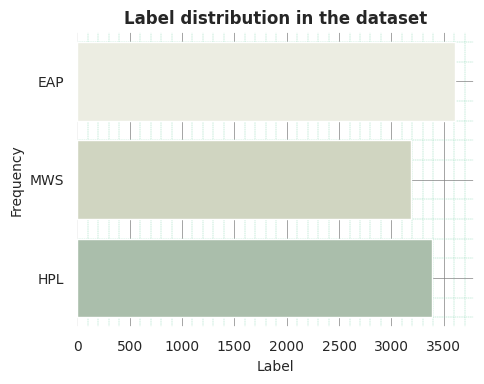 Label distribution in the dataset
Frequency
EAP
MWS
HPL
0 500 1000 1500 2000 2500 3000 3500
Label